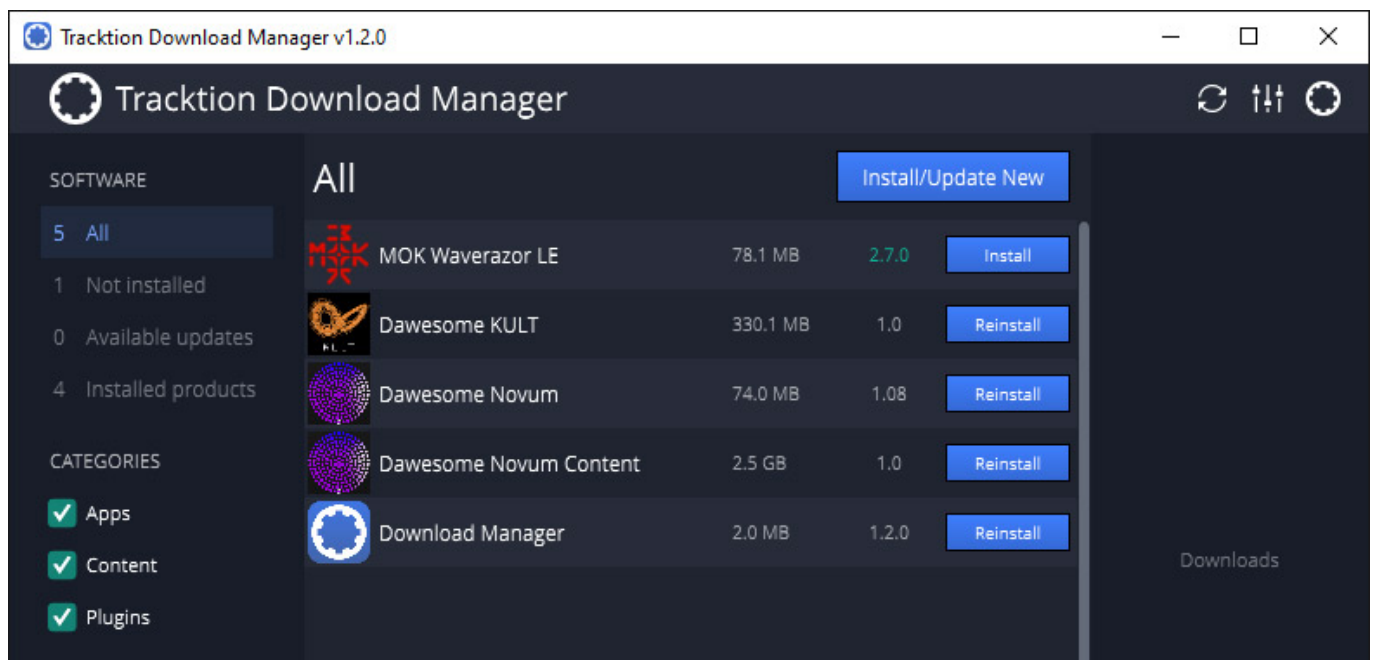 Tracktion Download Manager v1.2.0
Tracktion Download Manager
SOFTWARE
5 All
1 Not installed
0 Available updates
4 Installed products
CATEGORIES
Apps
Content
Plugins
All
Install/Update New
MOK
MOK Waverazor LE 78.1 MB 2.7.0 Install
Dawesome KULT 330.1 MB 1.0 Reinstall
Dawesome Novum 74.0 MB 1.08 Reinstall
Dawesome Novum Content 2.5 GB 1.0 Reinstall
Download Manager 2.0 MB 1.2.0 Reinstall
Downloads